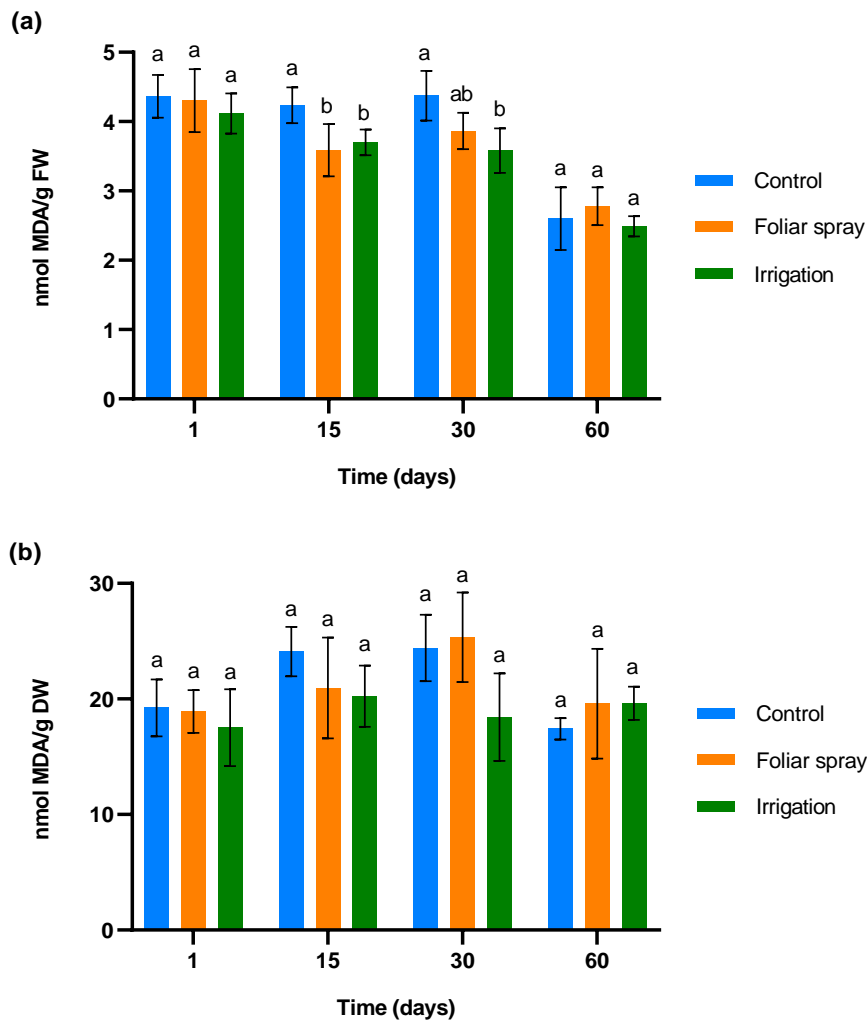 (a)
nmol MDA/g FW
5
4
3
2
1
0
a a a
a b b
a ab b
a a a
1 15 30 60
Time (days)
Control
Foliar spray
Irrigation
(b)
nmol MDA/g DW
30
20
10
0
a a a
a a a
a a a
a a a
1 15 30 60
Time (days)
Control
Foliar spray
Irrigation